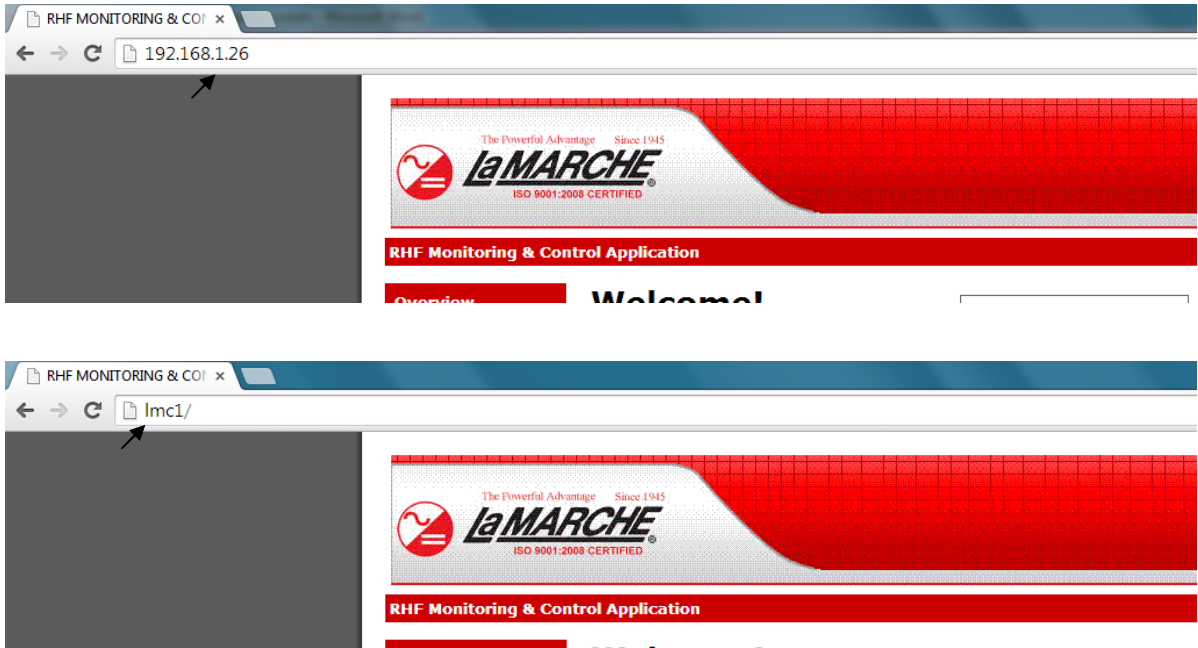 RHF MONITORING & CO
192.168.1.26
The Powerful Advantage Since 1945
LaMARCHE®
ISO 9001:2008 CERTIFIED
RHF Monitoring & Control Application
Overview
Welcome!
RHF MONITORING & CO
lmc1/
The Powerful Advantage Since 1945
LaMARCHE®
ISO 9001:2008 CERTIFIED
RHF Monitoring & Control Application